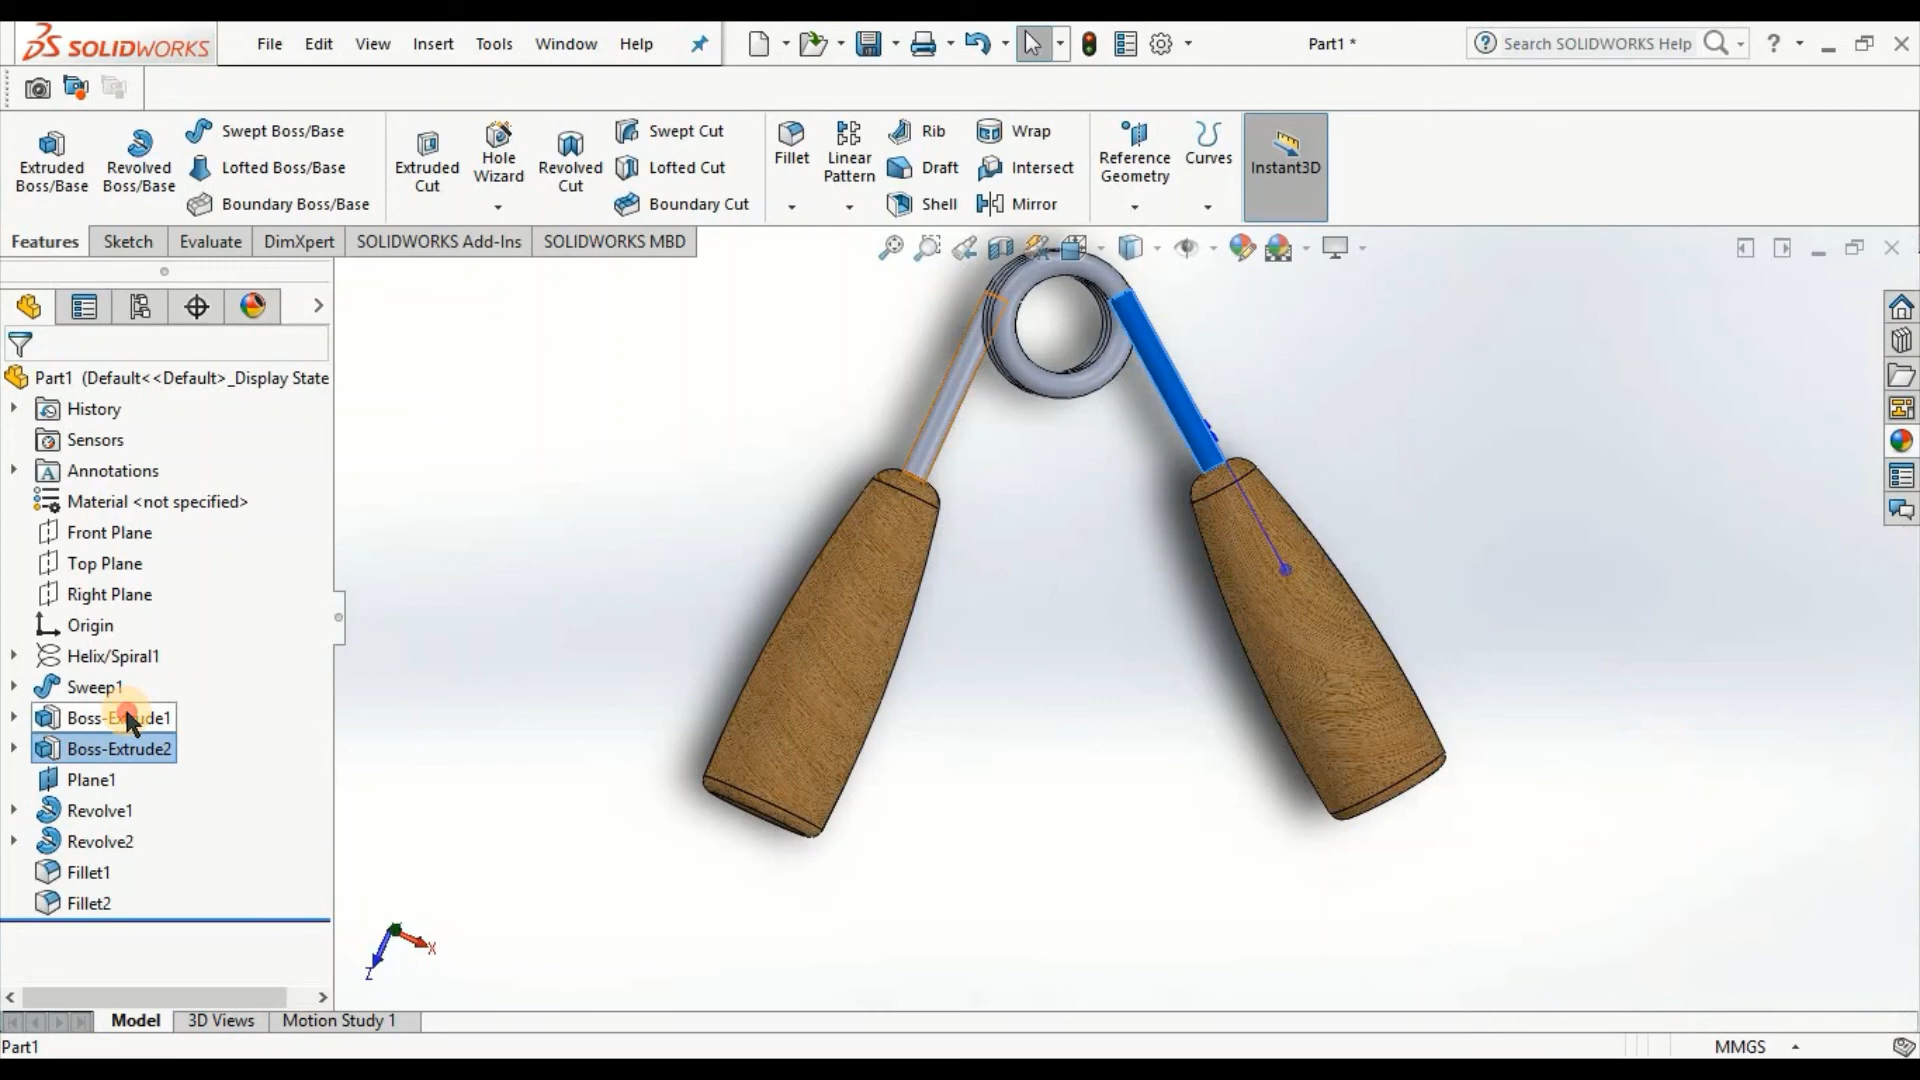 SOLIDWORKS File Edit View Insert Tools Window Help Part1 * Search SOLIDWORKS Help ?
Extruded Boss/Base
Revolved Boss/Base
Swept Boss/Base
Lofted Boss/Base
Boundary Boss/Base
Extruded Cut
Hole Wizard
Revolved Cut
Swept Cut
Lofted Cut
Boundary Cut
Fillet
Linear Pattern
Rib
Draft
Shell
Wrap
Intersect
Mirror
Reference Geometry
Curves
Instant3D
Features Sketch Evaluate DimXpert SOLIDWORKS Add-Ins SOLIDWORKS MBD
Part1 (Default<<Default>_Display State
History
Sensors
Annotations
Material <not specified>
Front Plane
Top Plane
Right Plane
Origin
Helix/Spiral1
Sweep1
Boss-Extrude1
Boss-Extrude2
Plane1
Revolve1
Revolve2
Fillet1
Fillet2
X
Z
Model 3D Views Motion Study 1
Part1 MMGS